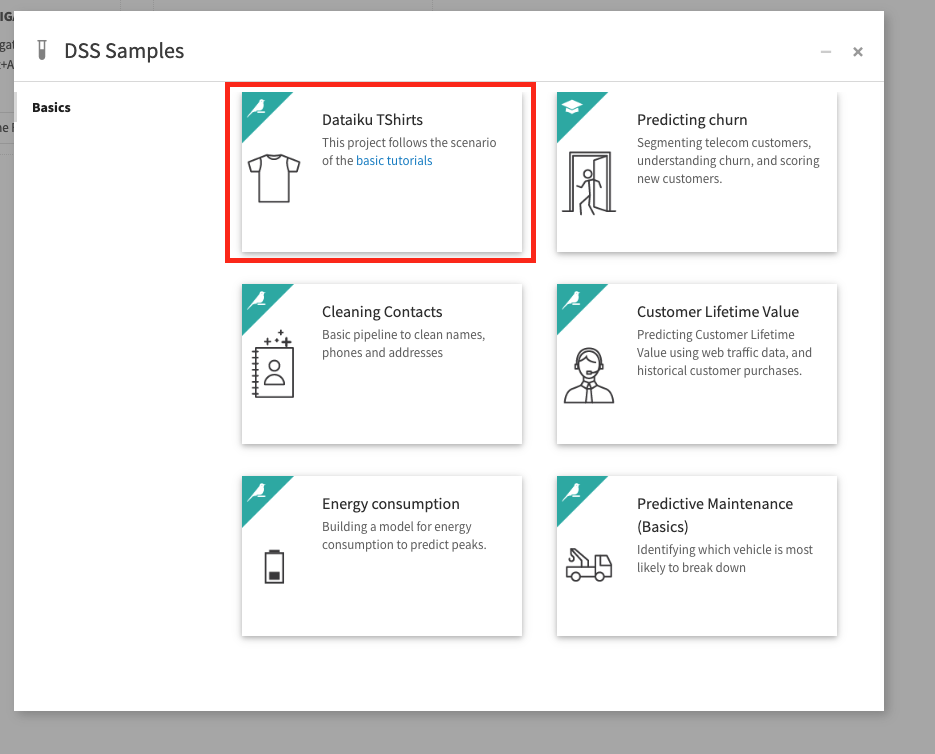 DSS Samples
Basics
Dataiku TShirts
This project follows the scenario
of the basic tutorials
Predicting churn
Segmenting telecom customers,
understanding churn, and scoring
new customers.
Cleaning Contacts
Basic pipeline to clean names,
phones and addresses
Customer Lifetime Value
Predicting Customer Lifetime
Value using web traffic data, and
historical customer purchases.
Energy consumption
Building a model for energy
consumption to predict peaks.
Predictive Maintenance
(Basics)
Identifying which vehicle is most
likely to break down